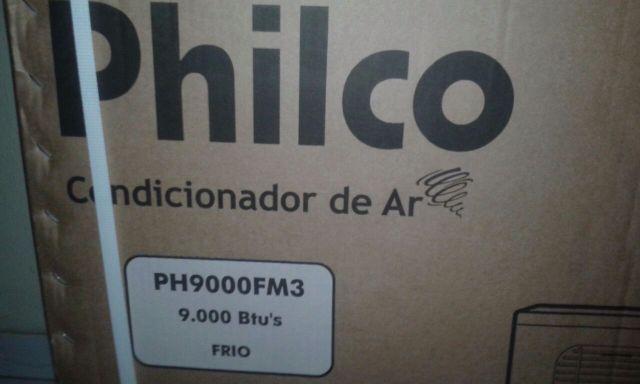 Philco
Condicionador de Ar
PH9000FM3
9.000 Btu's
FRIO